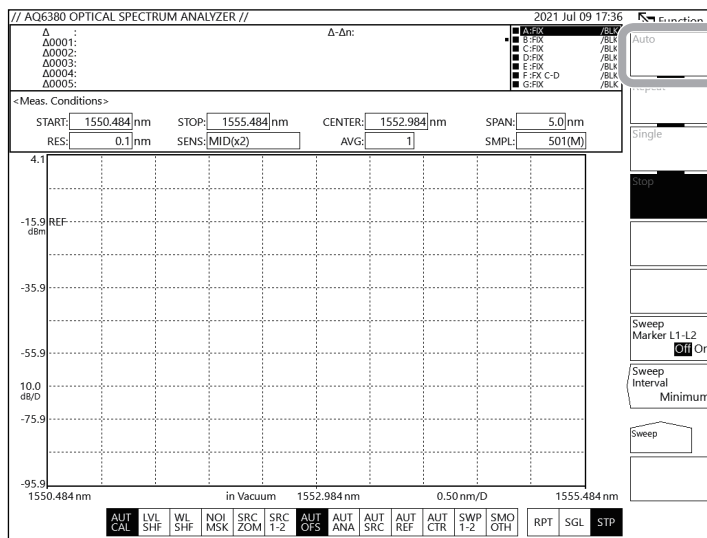 // AQ6380 OPTICAL SPECTRUM ANALYZER // 2021 Jul 09 17:36
Function
Δ : Δ-Δn:
Δ0001:
Δ0002:
Δ0003:
Δ0004:
Δ0005:
A:FIX /BLK
B:FIX /BLK
C:FIX /BLK
D:FIX /BLK
E:FIX /BLK
F:FX C-D /BLK
G:FIX /BLK
<Meas. Conditions>
START: 1550.484 nm STOP: 1555.484 nm CENTER: 1552.984 nm SPAN: 5.0 nm
RES: 0.1 nm SENS: MID(x2) AVG: 1 SMPL: 501(M)
4.1
-15.9 REF
dBm
-35.9
-55.9
10.0
dB/D
-75.9
-95.9
1550.484 nm in Vacuum 1552.984 nm 0.50 nm/D 1555.484 nm
AUT CAL
LVL SHF
WL SHF
NOI MSK
SRC ZOM
SRC 1-2
AUT OFS
AUT ANA
AUT SRC
AUT REF
AUT CTR
SWP 1-2
SMO OTH
RPT
SGL
STP
Auto
Repeat
Single
Stop
Sweep
Marker L1-L2
Off On
Sweep
Interval
Minimum
Sweep